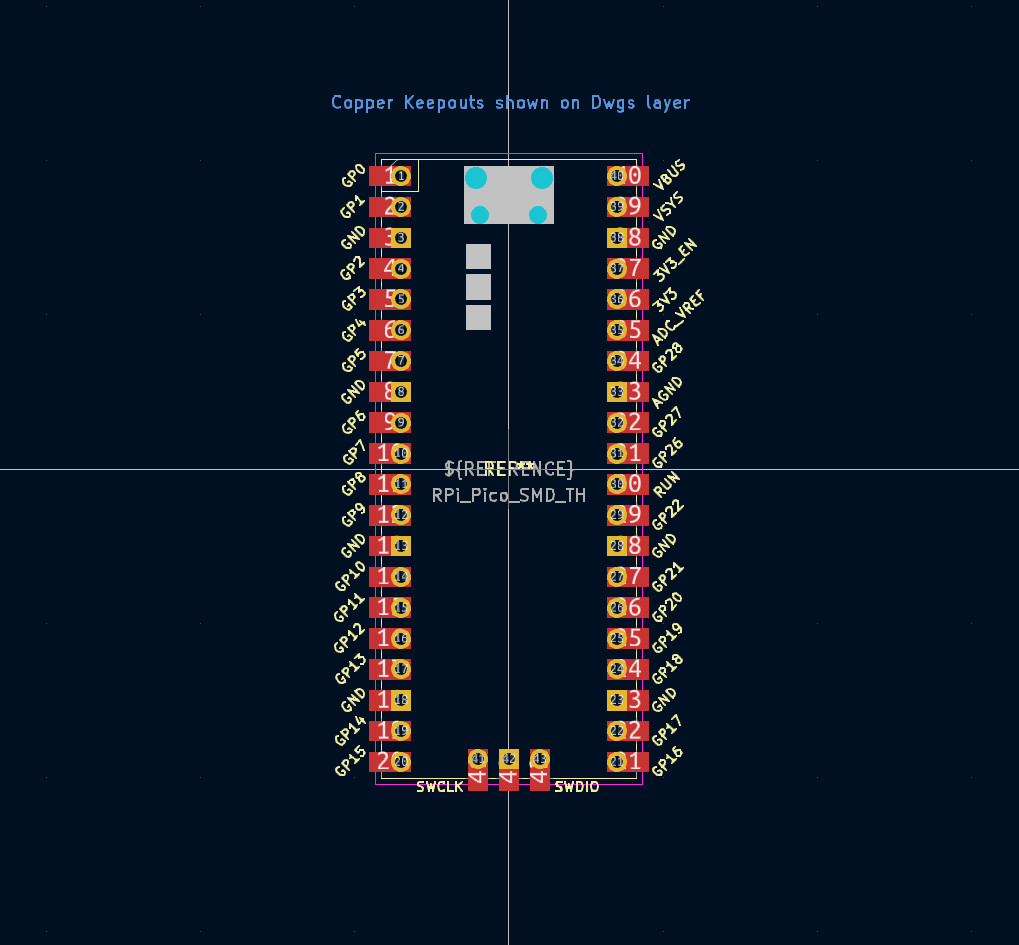 Copper Keepouts shown on Dwgs layer
GP0 1 40 VBUS
GP1 2 39 VSYS
GND 3 38 GND
GP2 4 37 3V3_EN
GP3 5 36 3V3
GP4 6 35 ADC_VREF
GP5 7 34 GP28
GND 8 33 AGND
GP6 9 32 GP27
GP7 10 31 GP26
${REFERENCE}
REF**
GP8 11 30 RUN
RPi_Pico_SMD_TH
GP9 12 29 GP22
GND 13 28 GND
GP10 14 27 GP21
GP11 15 26 GP20
GP12 16 25 GP19
GP13 17 24 GP18
GND 18 23 GND
GP14 19 22 GP17
GP15 20 21 GP16
41 42 43
SWCLK SWDIO